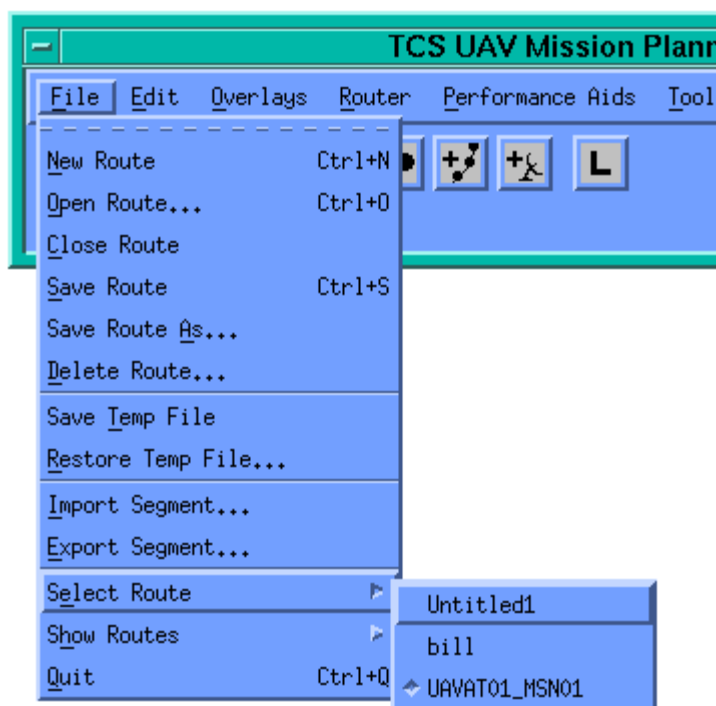 TCS UAV Mission Plann
File Edit Overlays Router Performance Aids Tool
New Route Ctrl+N
L
Open Route... Ctrl+O
Close Route
Save Route Ctrl+S
Save Route As...
Delete Route...
Save Temp File
Restore Temp File...
Import Segment...
Export Segment...
Select Route
Untitled1
Show Routes
bill
Quit Ctrl+Q
UAVATO1_MSN01